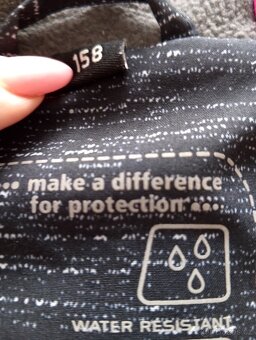 158
... make a difference
for protection ....
WATER RESISTANT